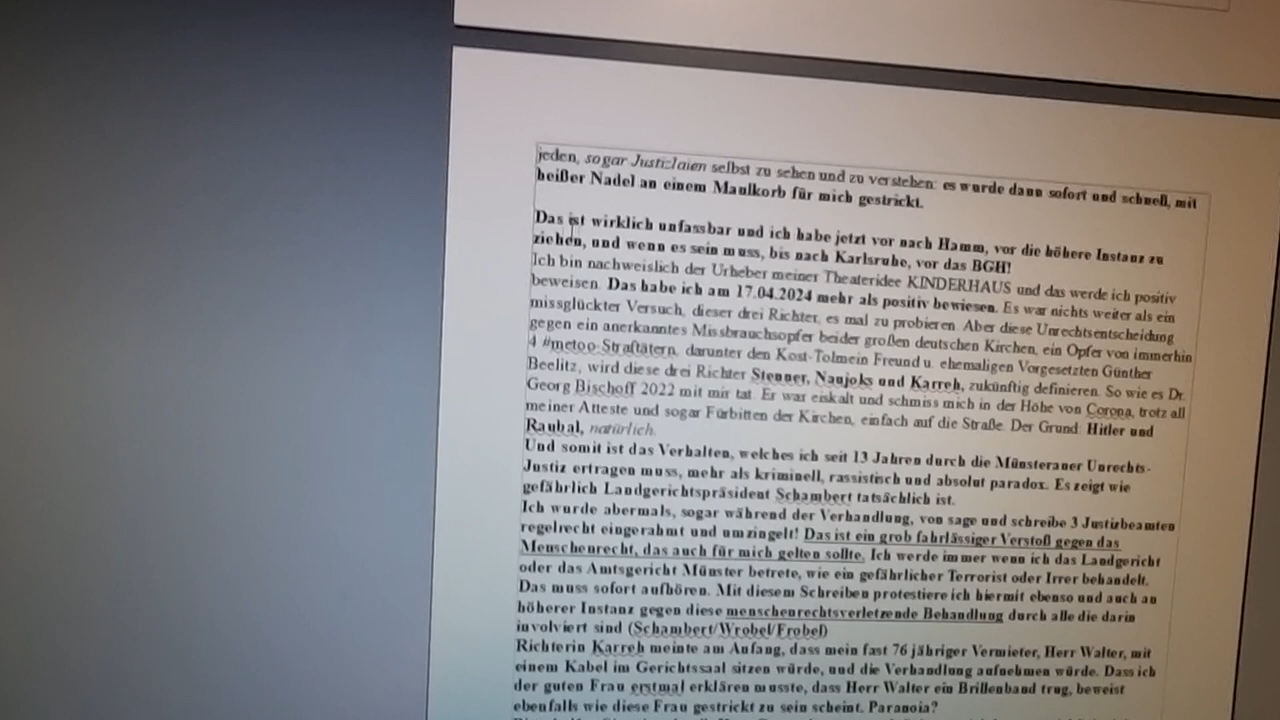 jeden, sogar Justizlaien selbst zu sehen und zu verstehen: es wurde dann sofort und schnell, mit
heißer Nadel an einem Maulkorb für mich gestrickt.
Das ist wirklich unfassbar und ich habe jetzt vor nach Hamm, vor die höhere Instanz zu
ziehen, und wenn es sein muss, bis nach Karlsruhe, vor das BGH!
Ich bin nachweislich der Urheber meiner Theateridee KINDERHAUS und das werde ich positiv
beweisen. Das habe ich am 17.04.2024 mehr als positiv bewiesen. Es war nichts weiter als ein
missglückter Versuch, dieser drei Richter, es mal zu probieren. Aber diese Unrechtsentscheidung
gegen ein anerkanntes Missbrauchsopfer beider großen deutschen Kirchen, ein Opfer von immerhin
4 #metoo-Straftätern, darunter den Kost-Tolmein Freund u. ehemaligen Vorgesetzten Günther
Beelitz, wird diese drei Richter Stenner, Naujoks und Karreh, zukünftig definieren. So wie es Dr.
Georg Bischoff 2022 mit mir tat. Er war eiskalt und schmiss mich in der Höhe von Corona, trotz all
meiner Atteste und sogar Fürbitten der Kirchen, einfach auf die Straße. Der Grund: Hitler und
Raubal, natürlich.
Und somit ist das Verhalten, welches ich seit 13 Jahren durch die Münsteraner Unrechts-
Justiz ertragen muss, mehr als kriminell, rassistisch und absolut paradox. Es zeigt wie
gefährlich Landgerichtspräsident Schambert tatsächlich ist.
Ich wurde abermals, sogar während der Verhandlung, von sage und schreibe 3 Justizbeamten
regelrecht eingerahmt und umzingelt! Das ist ein grob fahrlässiger Verstoß gegen das
Menschenrecht, das auch für mich gelten sollte. Ich werde immer wenn ich das Landgericht
oder das Amtsgericht Münster betrete, wie ein gefährlicher Terrorist oder Irrer behandelt.
Das muss sofort aufhören. Mit diesem Schreiben protestiere ich hiermit ebenso und auch an
höherer Instanz gegen diese menschenrechtsverletzende Behandlung durch alle die darin
involviert sind (Schambert/Wrobel/Frobel)
Richterin Karreh meinte am Anfang, dass mein fast 76 jähriger Vermieter, Herr Walter, mit
einem Kabel im Gerichtssaal sitzen würde, und die Verhandlung aufnehmen würde. Dass ich
der guten Frau erstmal erklären musste, dass Herr Walter ein Brillenband trug, beweist
ebenfalls wie diese Frau gestrickt zu sein scheint. Paranoia?